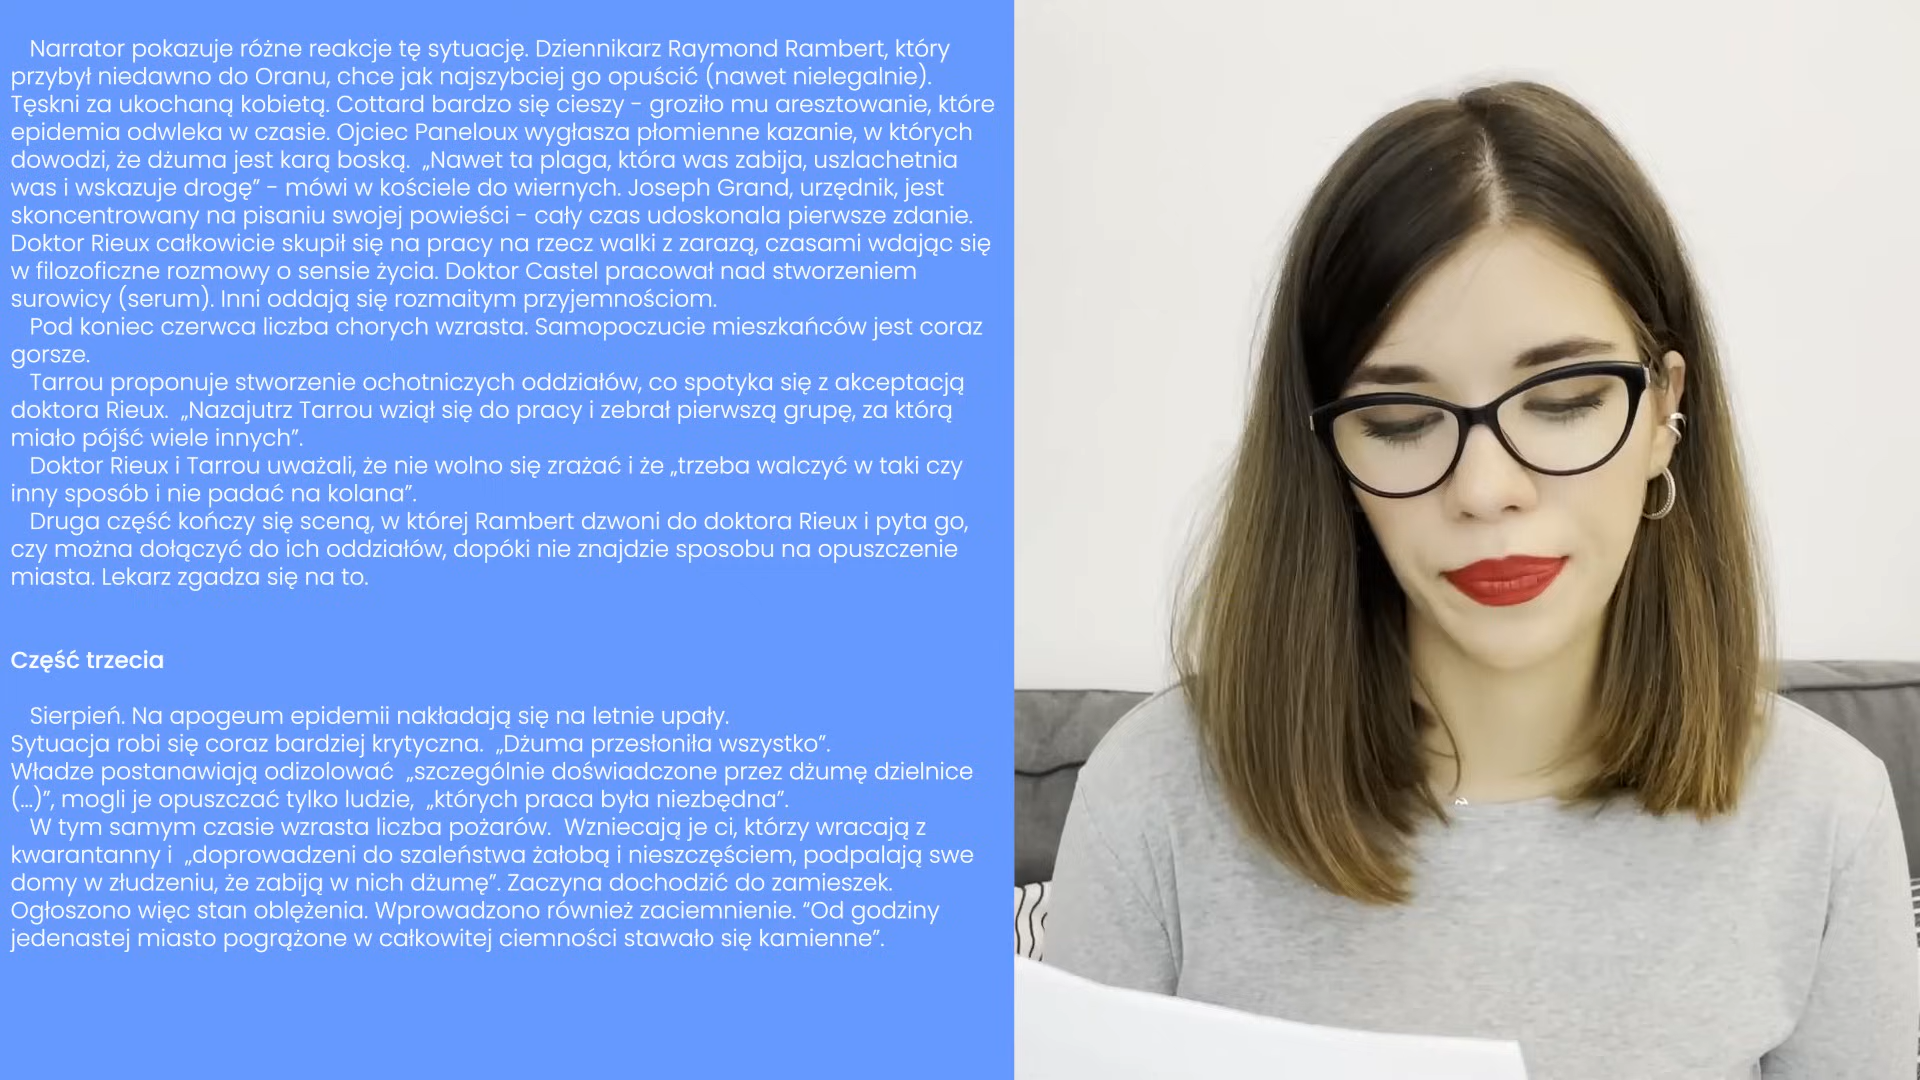 Narrator pokazuje różne reakcje tę sytuację. Dziennikarz Raymond Rambert, który
przybył niedawno do Oranu, chce jak najszybciej go opuścić (nawet nielegalnie).
Tęskni za ukochaną kobietą. Cottard bardzo się cieszy - groziło mu aresztowanie, które
epidemia odwleka w czasie. Ojciec Paneloux wygłasza płomienne kazanie, w których
dowodzi, że dżuma jest karą boską. „Nawet ta plaga, która was zabija, uszlachetnia
was i wskazuje drogę” - mówi w kościele do wiernych. Joseph Grand, urzędnik, jest
skoncentrowany na pisaniu swojej powieści - cały czas udoskonala pierwsze zdanie.
Doktor Rieux całkowicie skupił się na pracy na rzecz walki z zarazą, czasami wdając się
w filozoficzne rozmowy o sensie życia. Doktor Castel pracował nad stworzeniem
surowicy (serum). Inni oddają się rozmaitym przyjemnościom.
Pod koniec czerwca liczba chorych wzrasta. Samopoczucie mieszkańców jest coraz
gorsze.
Tarrou proponuje stworzenie ochotniczych oddziałów, co spotyka się z akceptacją
doktora Rieux. „Nazajutrz Tarrou wziął się do pracy i zebrał pierwszą grupę, za którą
miało pójść wiele innych”.
Doktor Rieux i Tarrou uważali, że nie wolno się zrażać i że „trzeba walczyć w taki czy
inny sposób i nie padać na kolana”.
Druga część kończy się sceną, w której Rambert dzwoni do doktora Rieux i pyta go,
czy można dołączyć do ich oddziałów, dopóki nie znajdzie sposobu na opuszczenie
miasta. Lekarz zgadza się na to.
Część trzecia
Sierpień. Na apogeum epidemii nakładają się na letnie upały.
Sytuacja robi się coraz bardziej krytyczna. „Dżuma przesłoniła wszystko”.
Władze postanawiają odizolować „szczególnie doświadczone przez dżumę dzielnice
(...)”, mogli je opuszczać tylko ludzie, „których praca była niezbędna”.
W tym samym czasie wzrasta liczba pożarów. Wzniecają je ci, którzy wracają z
kwarantanny i „doprowadzeni do szaleństwa żałobą i nieszczęściem, podpalają swe
domy w złudzeniu, że zabiją w nich dżumę”. Zaczyna dochodzić do zamieszek.
Ogłoszono więc stan oblężenia. Wprowadzono również zaciemnienie. “Od godziny
jedenastej miasto pogrążone w całkowitej ciemności stawało się kamienne”.